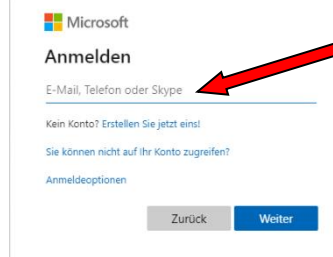 Microsoft
Anmelden
E-Mail, Telefon oder Skype
Kein Konto? Erstellen Sie jetzt eins!
Sie können nicht auf Ihr Konto zugreifen?
Anmeldeoptionen
Zurück Weiter